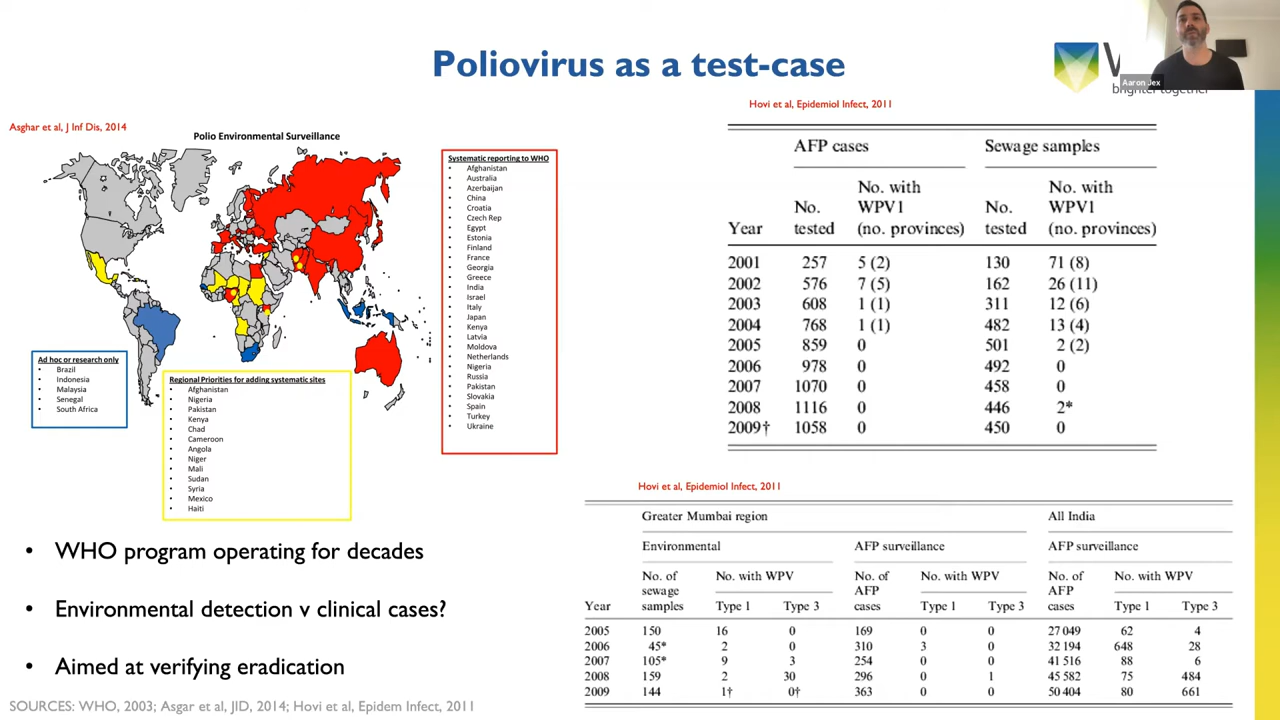 Poliovirus as a test-case
V
brighter together
Aaron Jex
Asghar et al, J Inf Dis, 2014
Polio Environmental Surveillance
Systematic reporting to WHO
• Afghanistan
• Australia
• Azerbaijan
• China
• Croatia
• Czech Rep
• Egypt
• Estonia
• Finland
• France
• Georgia
• Greece
• India
• Israel
• Italy
• Japan
• Kenya
• Latvia
• Moldova
• Netherlands
• Nigeria
• Russia
• Pakistan
• Slovakia
• Spain
• Turkey
• Ukraine
Ad hoc or research only
• Brazil
• Indonesia
• Malaysia
• Senegal
• South Africa
Regional Priorities for adding systematic sites
• Afghanistan
• Nigeria
• Pakistan
• Kenya
• Chad
• Cameroon
• Angola
• Niger
• Mali
• Sudan
• Syria
• Mexico
• Haiti
• WHO program operating for decades
• Environmental detection v clinical cases?
• Aimed at verifying eradication
SOURCES: WHO, 2003; Asgar et al, JID, 2014; Hovi et al, Epidem Infect, 2011
Hovi et al, Epidemiol Infect, 2011
AFP cases Sewage samples
No. with No. with
No. WPV1 No. WPV1
Year tested (no. provinces) tested (no. provinces)
2001 257 5 (2) 130 71 (8)
2002 576 7 (5) 162 26 (11)
2003 608 1 (1) 311 12 (6)
2004 768 1 (1) 482 13 (4)
2005 859 0 501 2 (2)
2006 978 0 492 0
2007 1070 0 458 0
2008 1116 0 446 2*
2009† 1058 0 450 0
Hovi et al, Epidemiol Infect, 2011
Greater Mumbai region All India
Environmental AFP surveillance AFP surveillance
No. of No. with WPV No. of No. with WPV No. of No. with WPV
sewage AFP AFP
Year samples Type 1 Type 3 cases Type 1 Type 3 cases Type 1 Type 3
2005 150 16 0 169 0 0 27 049 62 4
2006 45* 2 0 310 3 0 32 194 648 28
2007 105* 9 3 254 0 0 41 516 88 6
2008 159 2 30 296 0 1 45 582 75 484
2009 144 1† 0† 363 0 0 50 404 80 661